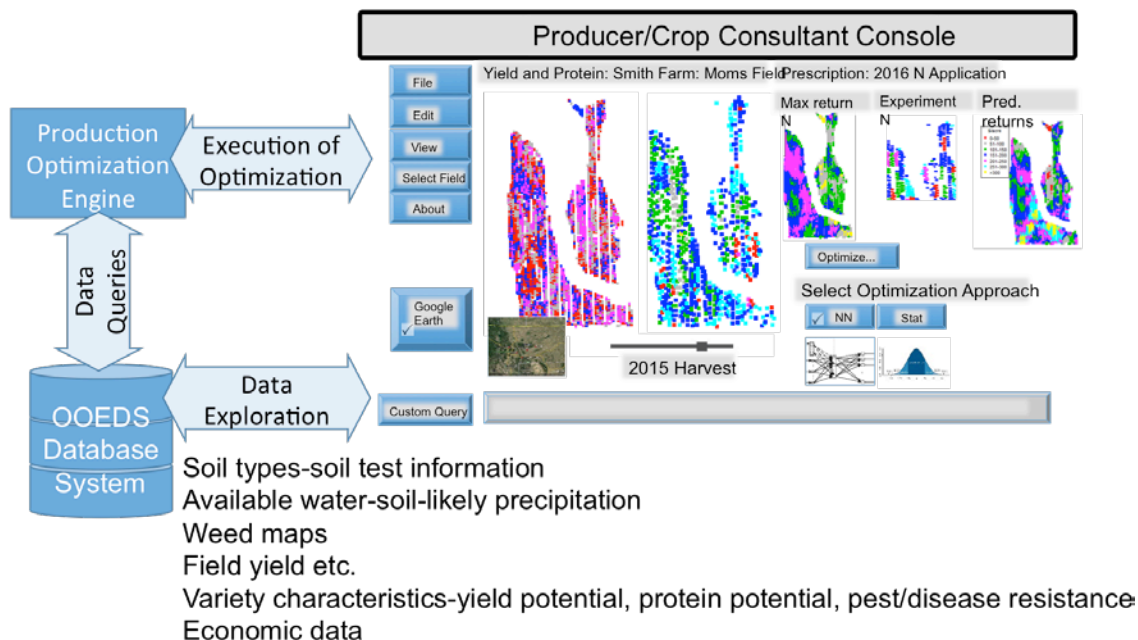 Producer/Crop Consultant Console
Production
Optimization
Engine
Execution of
Optimization
Data
Queries
OOEDS
Database
System
Data
Exploration
File
Edit
View
Select Field
About
Google
Earth
Custom Query
Yield and Protein: Smith Farm: Moms Field
2015 Harvest
Prescription: 2016 N Application
Max return
N
Experiment
N
Pred.
returns
Optimize...
Select Optimization Approach
NN
Stat
Soil types-soil test information
Available water-soil-likely precipitation
Weed maps
Field yield etc.
Variety characteristics-yield potential, protein potential, pest/disease resistance
Economic data